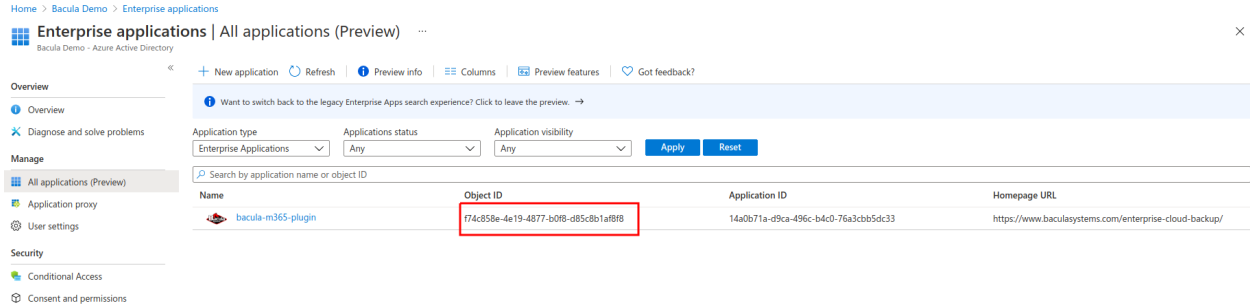 Home > Bacula Demo > Enterprise applications
Enterprise applications | All applications (Preview) ...
Bacula Demo - Azure Active Directory
Overview
Overview
Diagnose and solve problems
Manage
All applications (Preview)
Application proxy
User settings
Security
Conditional Access
Consent and permissions
New application Refresh Preview info Columns Preview features Got feedback?
Want to switch back to the legacy Enterprise Apps search experience? Click to leave the preview. →
Application type Applications status Application visibility
Enterprise Applications Any Any Apply Reset
Search by application name or object ID
Name Object ID Application ID Homepage URL
bacula-m365-plugin f74c858e-4e19-4877-b0f8-d85c8b1af8f8 14a0b71a-d9ca-496c-b4c0-76a3cbb5dc33 https://www.baculasystems.com/enterprise-cloud-backup/